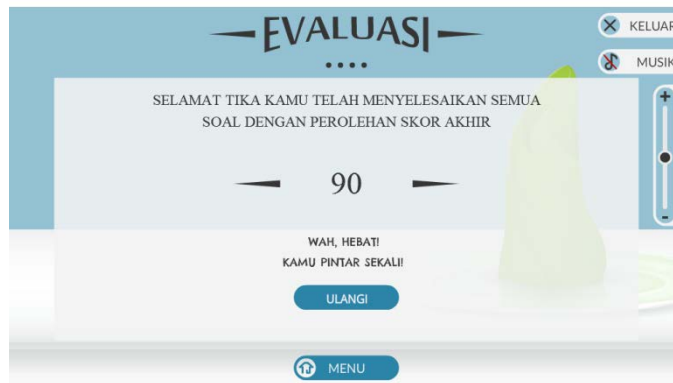 EVALUASI
KELUAR
MUSIK
SELAMAT TIKA KAMU TELAH MENYELESAIKAN SEMUA
SOAL DENGAN PEROLEHAN SKOR AKHIR
90
+
-
WAH, HEBAT!
KAMU PINTAR SEKALI!
ULANGI
MENU